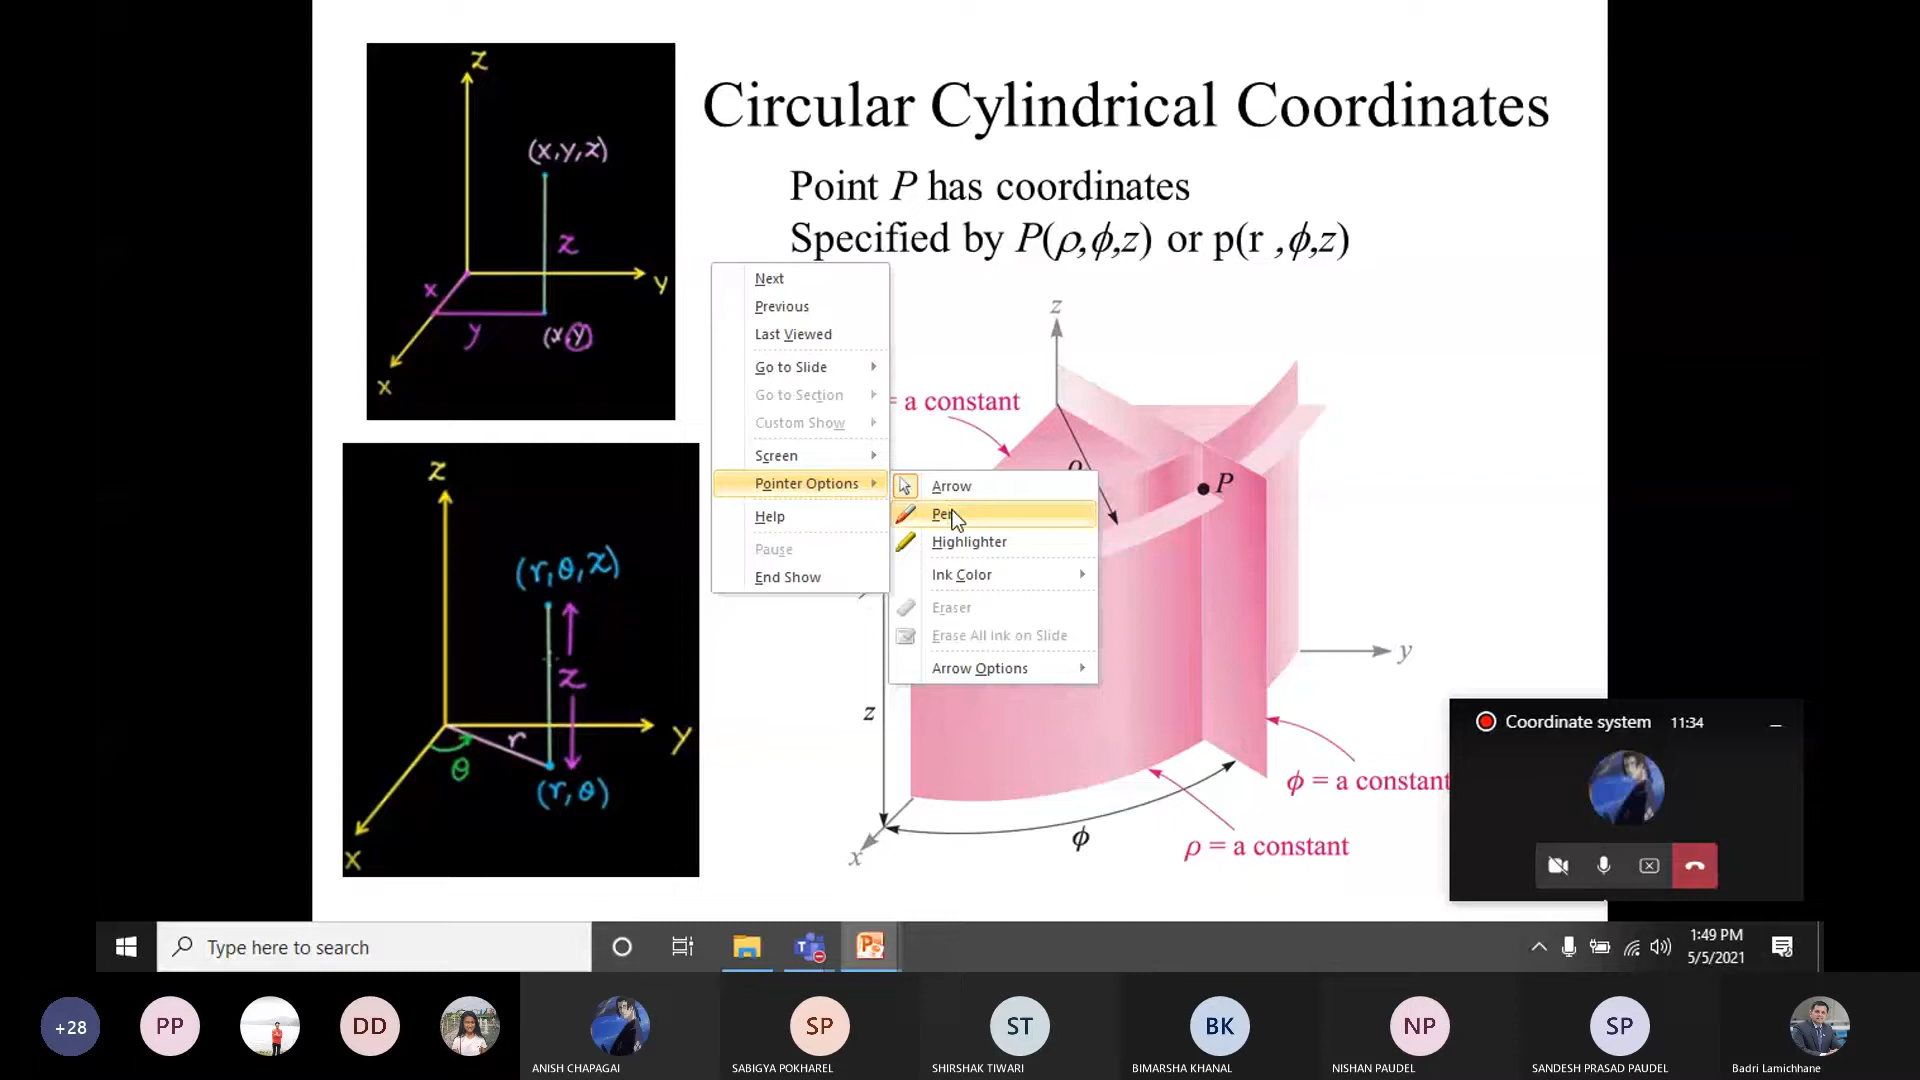 Circular Cylindrical Coordinates
Point P has coordinates
Specified by P(ρ,ϕ,z) or p(r ,ϕ,z)
z
(x,y,z)
z
x
y
y
(x,y)
x
z
(r,θ,z)
z
r
θ
y
(r,θ)
x
Next
Previous
Last Viewed
Go to Slide
Go to Section
Custom Show
Screen
Pointer Options
Help
Pause
End Show
Arrow
Pen
Highlighter
Ink Color
Eraser
Erase All Ink on Slide
Arrow Options
z
= a constant
ρ
P
y
z
ϕ = a constant
ϕ
ρ = a constant
x
Coordinate system 11:34
Type here to search
1:49 PM
5/5/2021
+28
PP
DD
SP
ST
BK
NP
SP
ANISH CHAPAGAI
SABIGYA POKHAREL
SHIRSHAK TIWARI
BIMARSHA KHANAL
NISHAN PAUDEL
SANDESH PRASAD PAUDEL
Badri Lamichhane